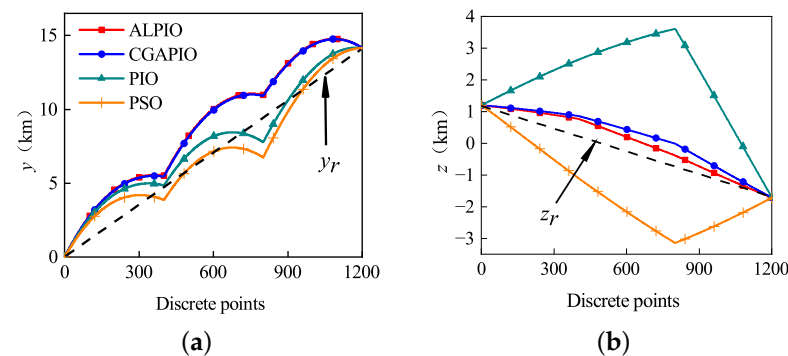 ALPIO
CGAPIO
PIO
PSO
15
10
5
0
y（km）
y_r
0 300 600 900 1200
Discrete points
(a)
4
3
2
1
0
−1
−2
−3
z（km）
z_r
0 300 600 900 1200
Discrete points
(b)